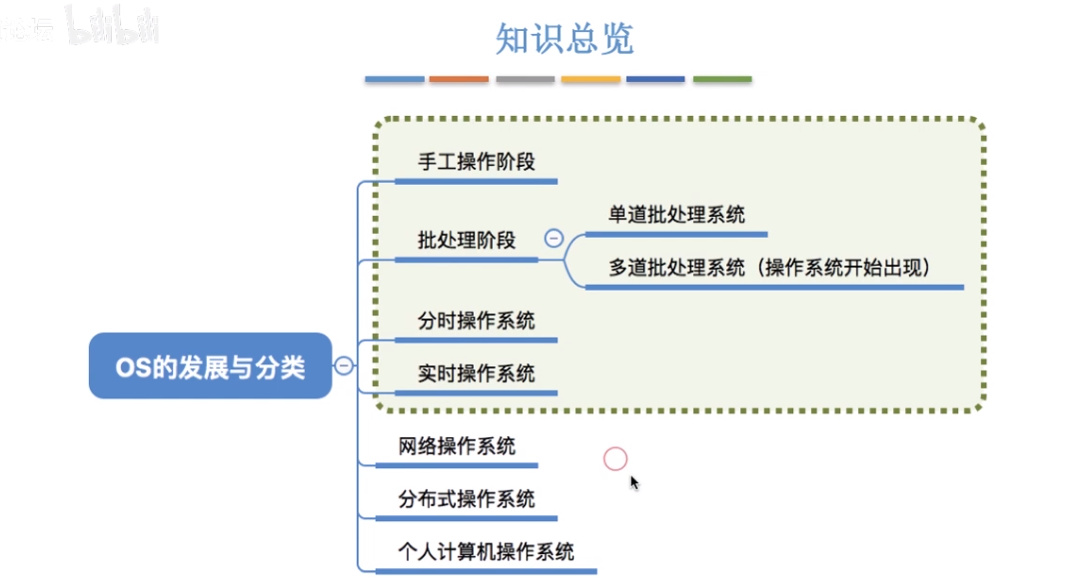 bilibili
知识总览
手工操作阶段
批处理阶段
单道批处理系统
多道批处理系统（操作系统开始出现）
分时操作系统
实时操作系统
OS的发展与分类
网络操作系统
分布式操作系统
个人计算机操作系统